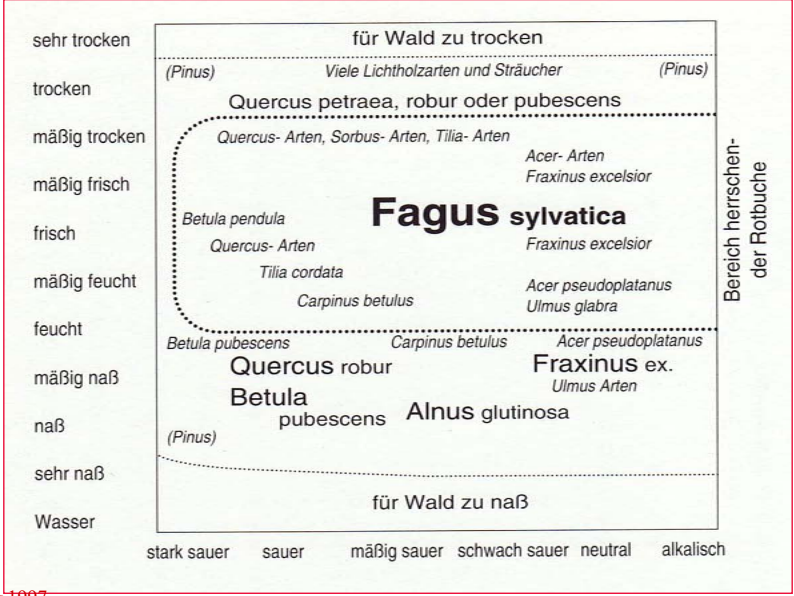 sehr trocken
für Wald zu trocken
(Pinus) Viele Lichtholzarten und Sträucher (Pinus)
trocken
Quercus petraea, robur oder pubescens
mäßig trocken
Quercus- Arten, Sorbus- Arten, Tilia- Arten
Acer- Arten
mäßig frisch
Fraxinus excelsior
Fagus sylvatica
Betula pendula
frisch
Quercus- Arten
Fraxinus excelsior
Tilia cordata
mäßig feucht
Acer pseudoplatanus
Carpinus betulus
Ulmus glabra
feucht
Betula pubescens Carpinus betulus Acer pseudoplatanus
Quercus robur
Fraxinus ex.
mäßig naß
Ulmus Arten
Betula
pubescens
Alnus glutinosa
naß
(Pinus)
sehr naß
für Wald zu naß
Wasser
stark sauer sauer mäßig sauer schwach sauer neutral alkalisch
Bereich herrschen-
der Rotbuche
1997